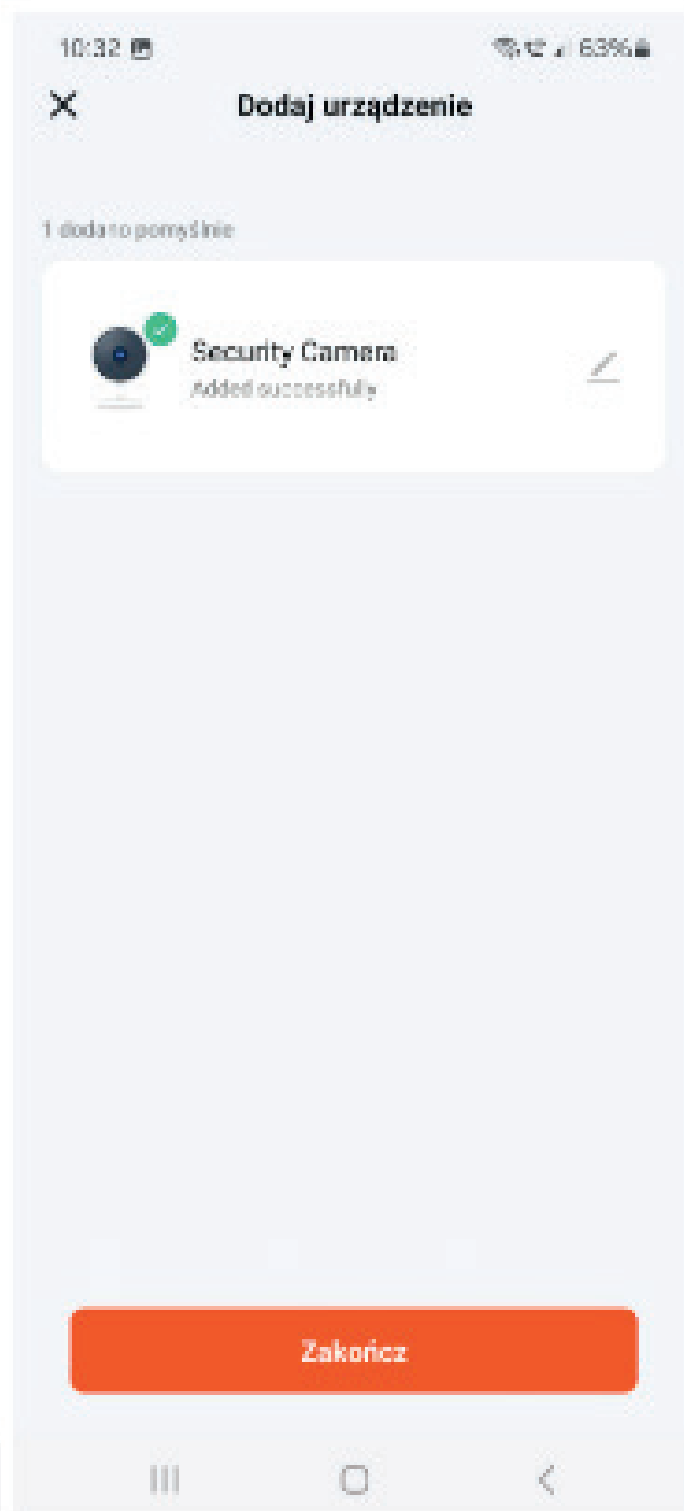 10:32 63%
Dodaj urządzenie
1 dodano pomyślnie
Security Camera
Added successfully
Zakończ